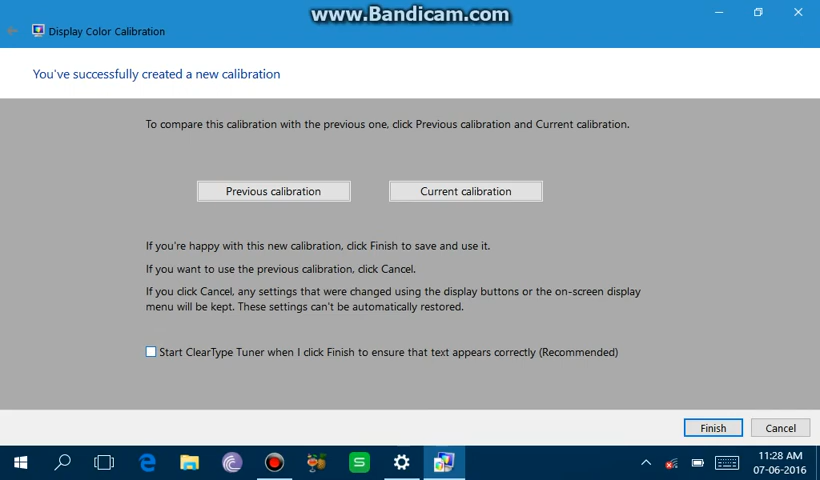 www.Bandicam.com
Display Color Calibration
You've successfully created a new calibration
To compare this calibration with the previous one, click Previous calibration and Current calibration.
Previous calibration
Current calibration
If you're happy with this new calibration, click Finish to save and use it.
If you want to use the previous calibration, click Cancel.
If you click Cancel, any settings that were changed using the display buttons or the on-screen display
menu will be kept. These settings can't be automatically restored.
Start ClearType Tuner when I click Finish to ensure that text appears correctly (Recommended)
Finish
Cancel
S
11:28 AM
07-06-2016